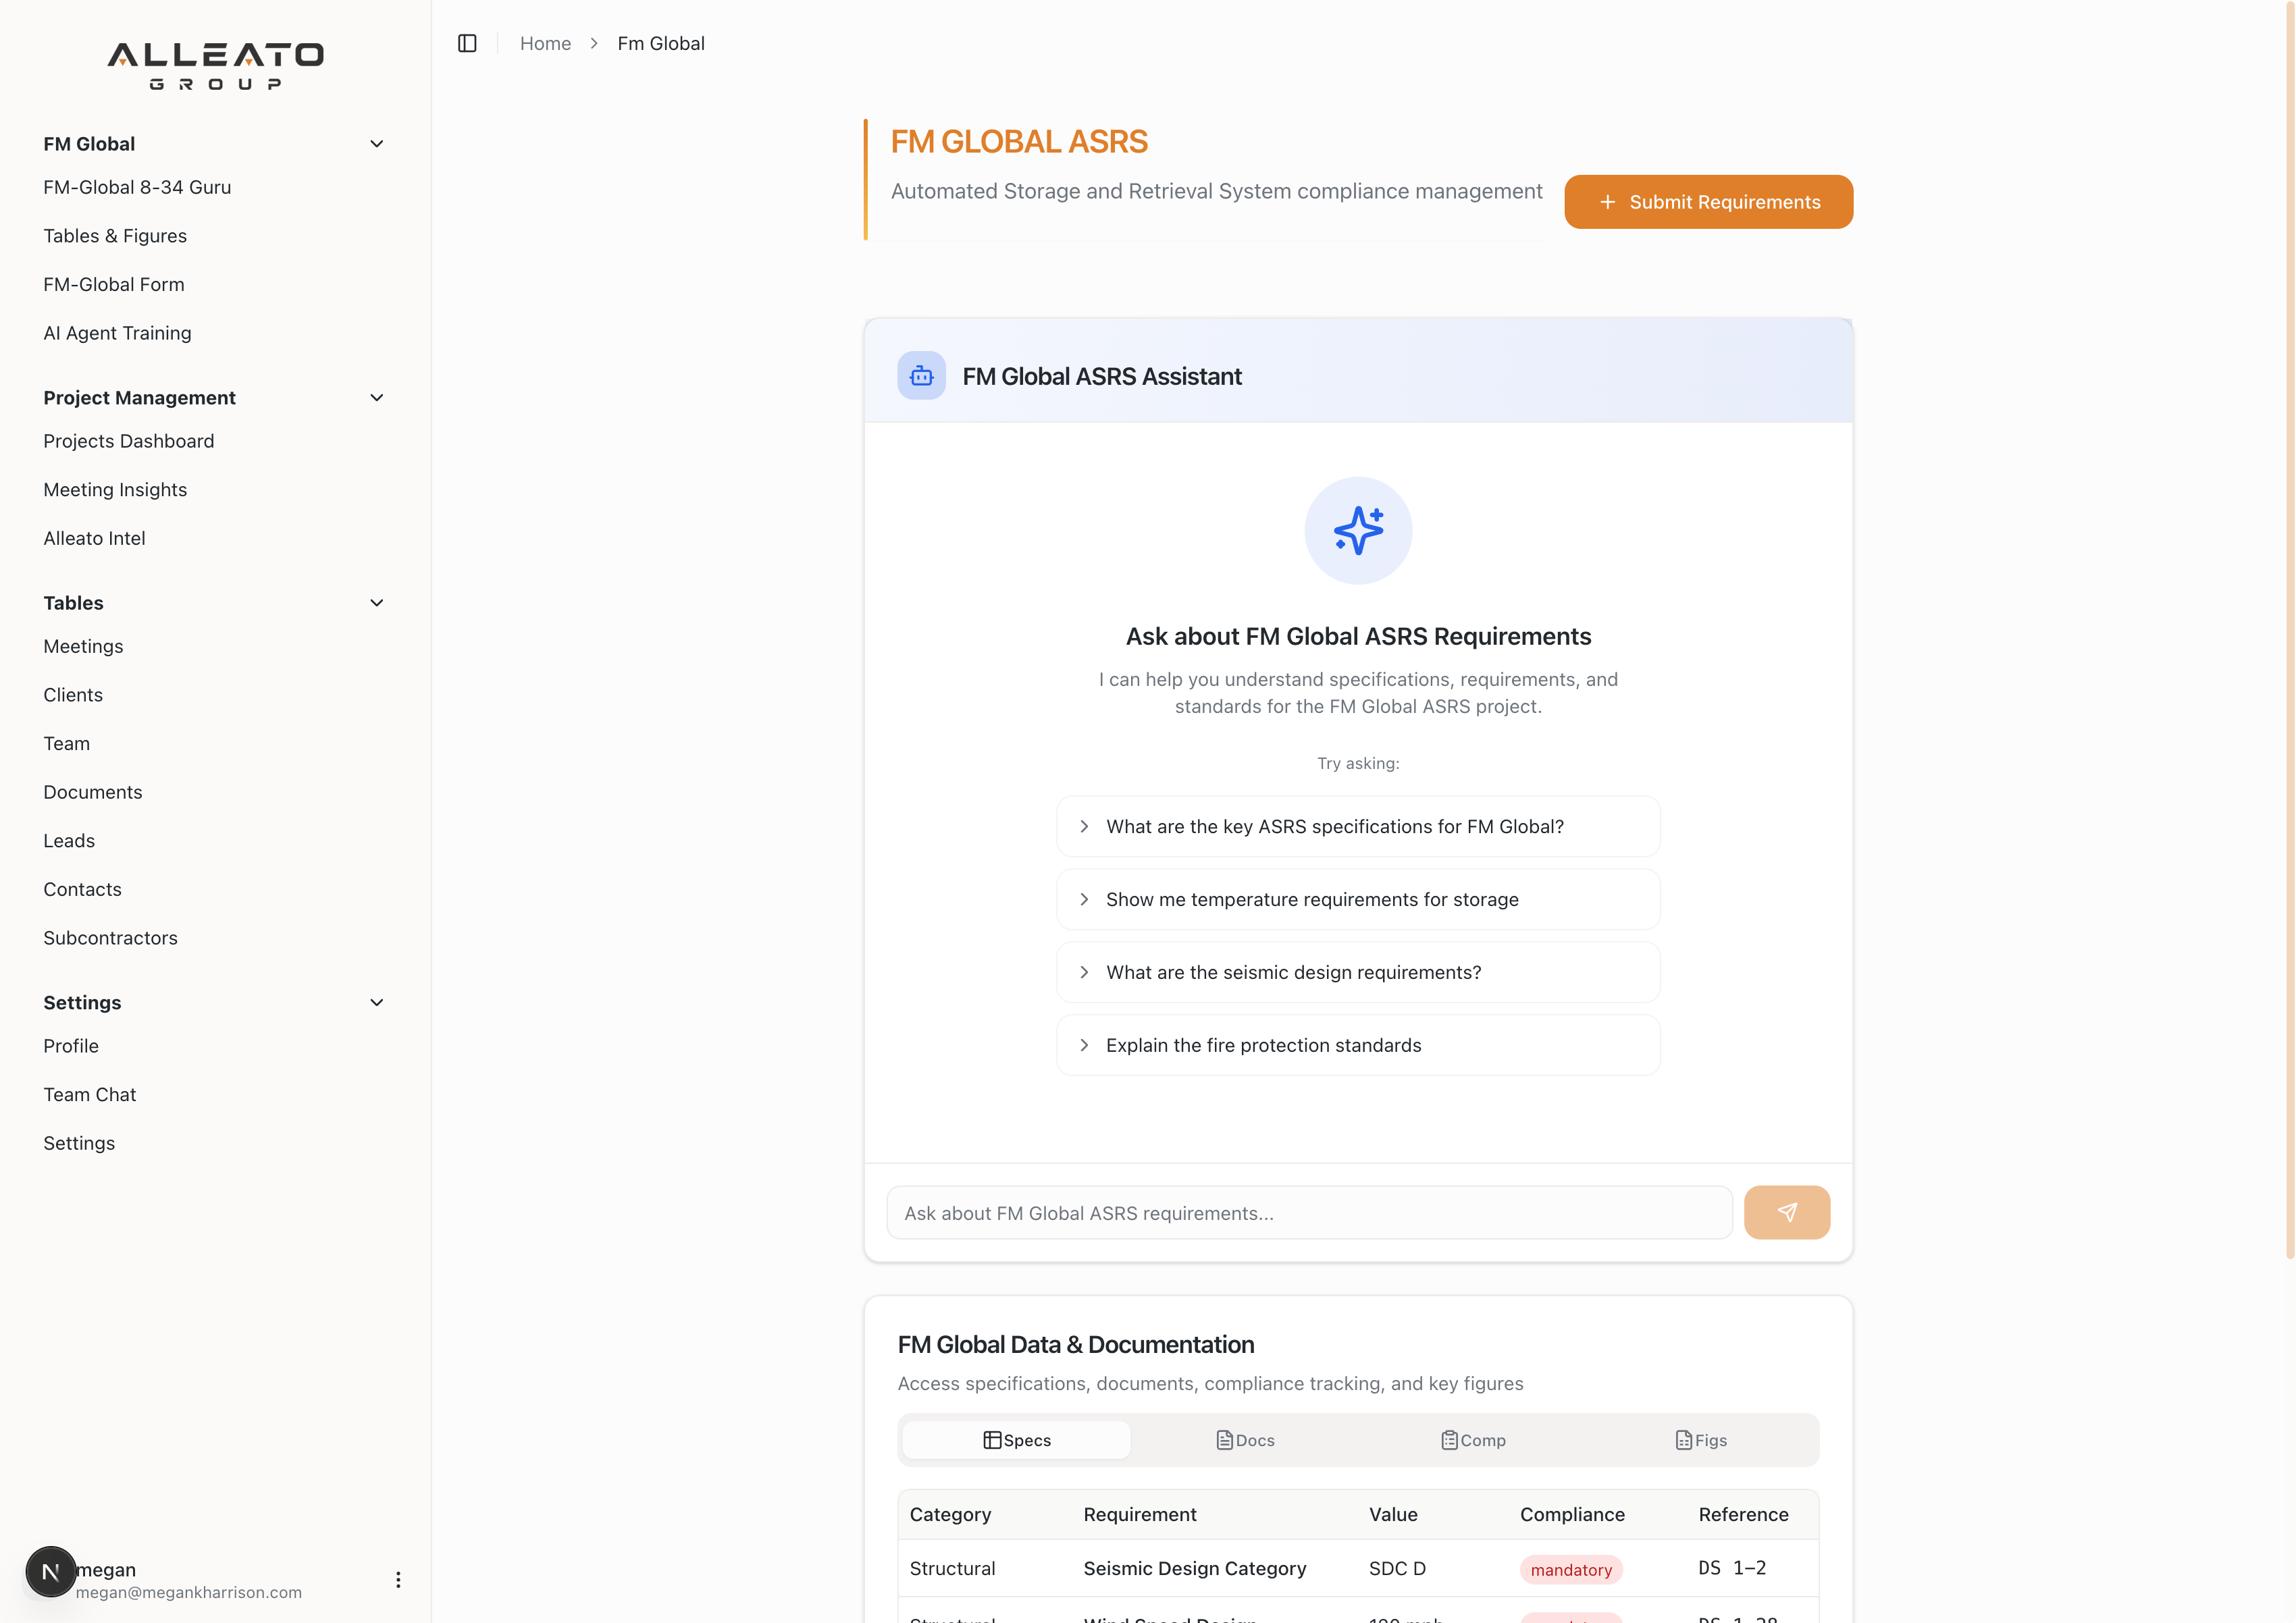 ALLEATO
GROUP
FM Global
FM-Global 8-34 Guru
Tables & Figures
FM-Global Form
AI Agent Training
Project Management
Projects Dashboard
Meeting Insights
Alleato Intel
Tables
Meetings
Clients
Team
Documents
Leads
Contacts
Subcontractors
Settings
Profile
Team Chat
Settings
N
megan
megan@megankharrison.com
Home > Fm Global
FM GLOBAL ASRS
Automated Storage and Retrieval System compliance management
+ Submit Requirements
FM Global ASRS Assistant
Ask about FM Global ASRS Requirements
I can help you understand specifications, requirements, and
standards for the FM Global ASRS project.
Try asking:
What are the key ASRS specifications for FM Global?
Show me temperature requirements for storage
What are the seismic design requirements?
Explain the fire protection standards
Ask about FM Global ASRS requirements...
FM Global Data & Documentation
Access specifications, documents, compliance tracking, and key figures
Specs Docs Comp Figs
Category Requirement Value Compliance Reference
Structural Seismic Design Category SDC D mandatory DS 1-2